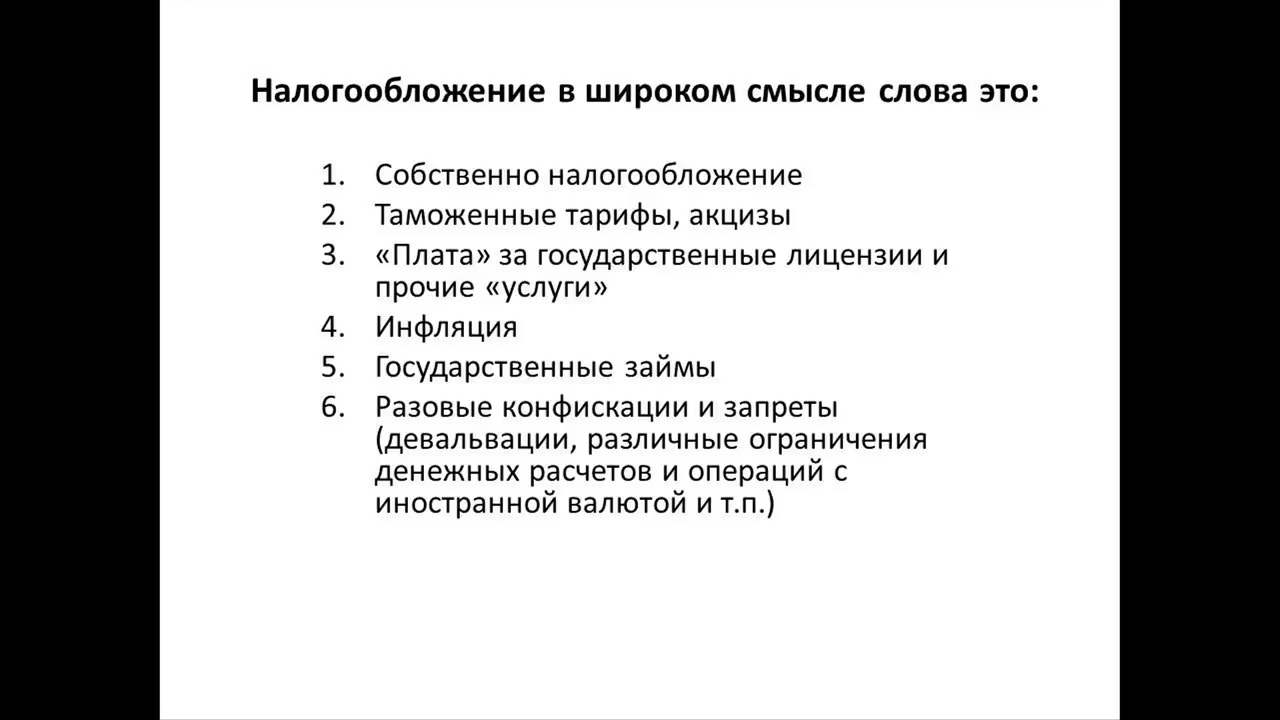 Налогообложение в широком смысле слова это:
1. Собственно налогообложение
2. Таможенные тарифы, акцизы
3. «Плата» за государственные лицензии и
прочие «услуги»
4. Инфляция
5. Государственные займы
6. Разовые конфискации и запреты
(девальвации, различные ограничения
денежных расчетов и операций с
иностранной валютой и т.п.)